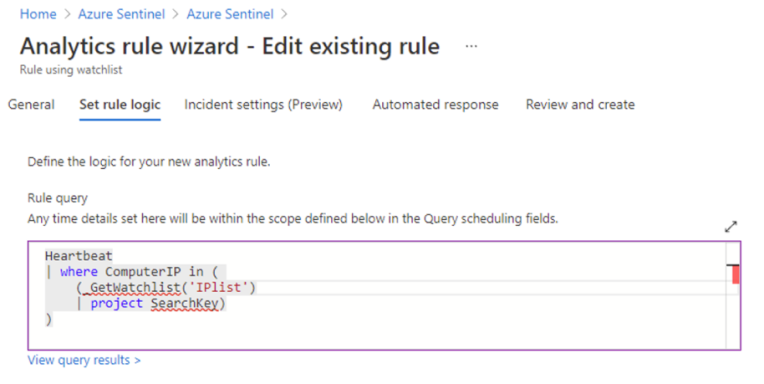 Home > Azure Sentinel > Azure Sentinel >
Analytics rule wizard - Edit existing rule ...
Rule using watchlist
General Set rule logic Incident settings (Preview) Automated response Review and create
Define the logic for your new analytics rule.
Rule query
Any time details set here will be within the scope defined below in the Query scheduling fields.
Heartbeat
| where ComputerIP in (
(_GetWatchlist('IPlist')
| project SearchKey)
)
View query results >